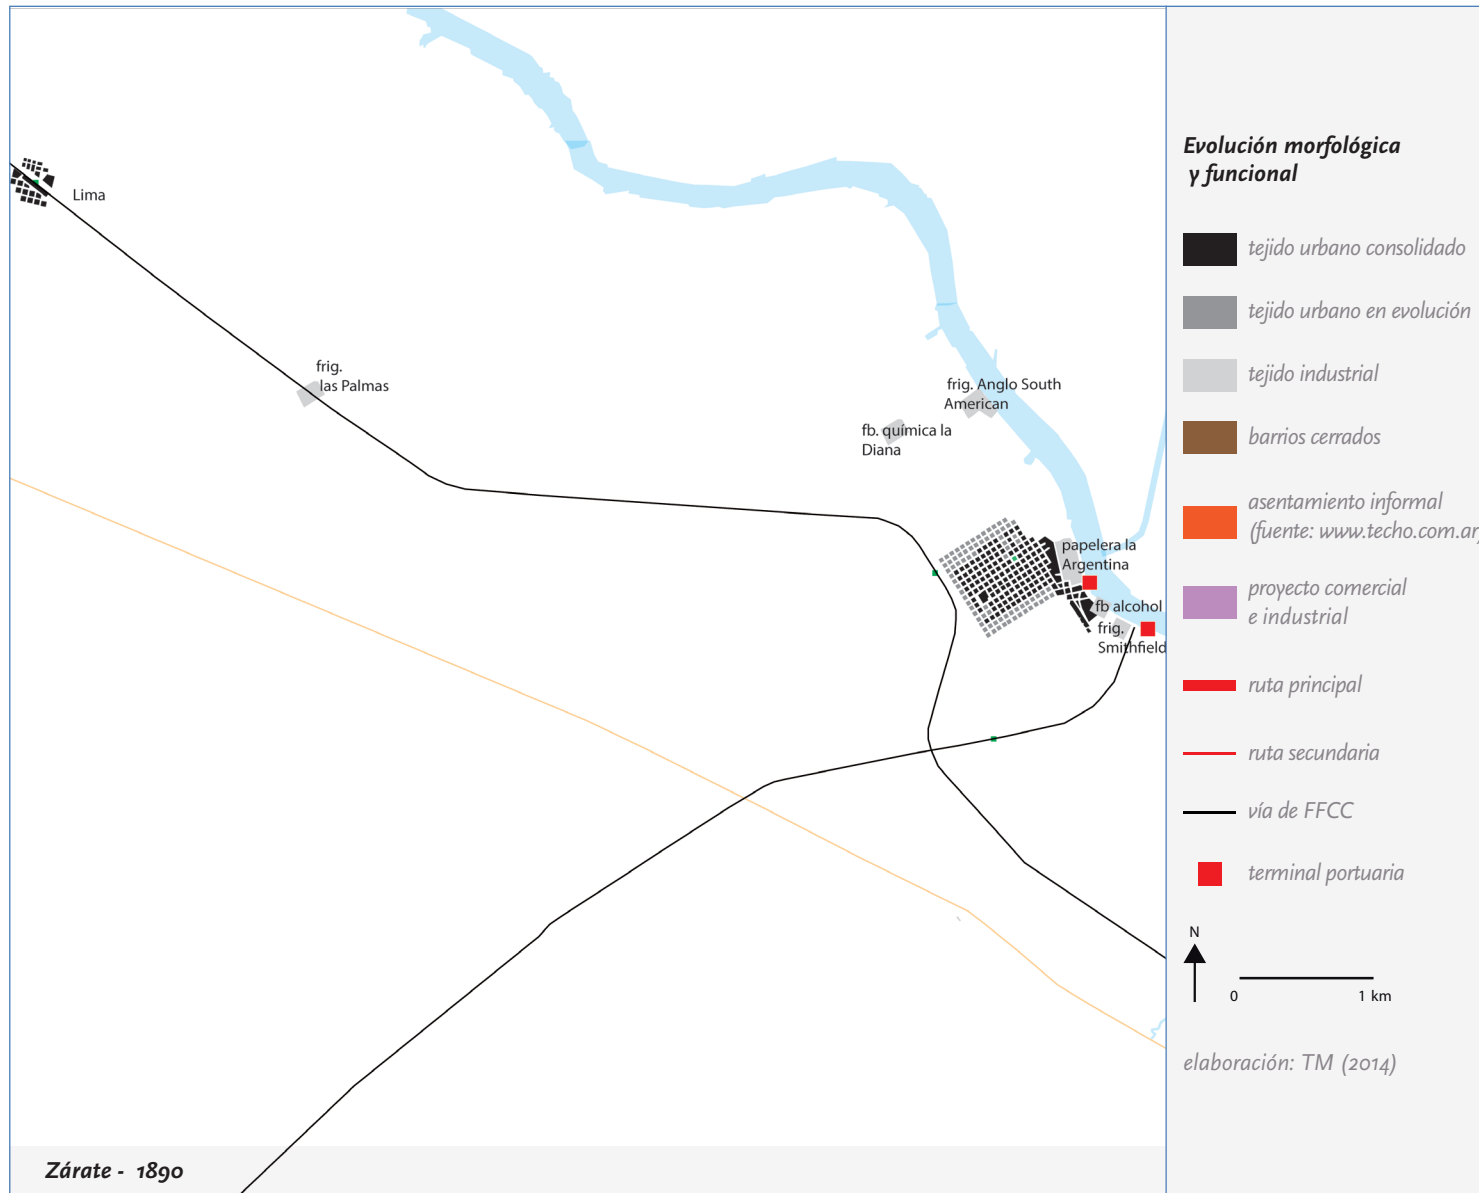 Lima
frig.
las Palmas
frig. Anglo South
American
fb. química la
Diana
papelera la
Argentina
fb alcohol
frig.
Smithfield
Zárate - 1890
Evolución morfológica
y funcional
tejido urbano consolidado
tejido urbano en evolución
tejido industrial
barrios cerrados
asentamiento informal
(fuente: www.techo.com.ar
proyecto comercial
e industrial
ruta principal
ruta secundaria
vía de FFCC
terminal portuaria
N
0 1 km
elaboración: TM (2014)